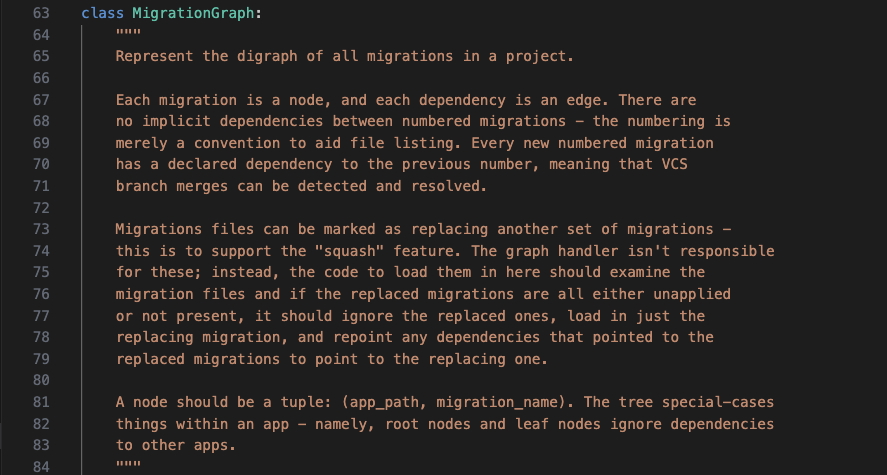 63 class MigrationGraph:
64 """
65 Represent the digraph of all migrations in a project.
66
67 Each migration is a node, and each dependency is an edge. There are
68 no implicit dependencies between numbered migrations - the numbering is
69 merely a convention to aid file listing. Every new numbered migration
70 has a declared dependency to the previous number, meaning that VCS
71 branch merges can be detected and resolved.
72
73 Migrations files can be marked as replacing another set of migrations -
74 this is to support the "squash" feature. The graph handler isn't responsible
75 for these; instead, the code to load them in here should examine the
76 migration files and if the replaced migrations are all either unapplied
77 or not present, it should ignore the replaced ones, load in just the
78 replacing migration, and repoint any dependencies that pointed to the
79 replaced migrations to point to the replacing one.
80
81 A node should be a tuple: (app_path, migration_name). The tree special-cases
82 things within an app - namely, root nodes and leaf nodes ignore dependencies
83 to other apps.
84 """